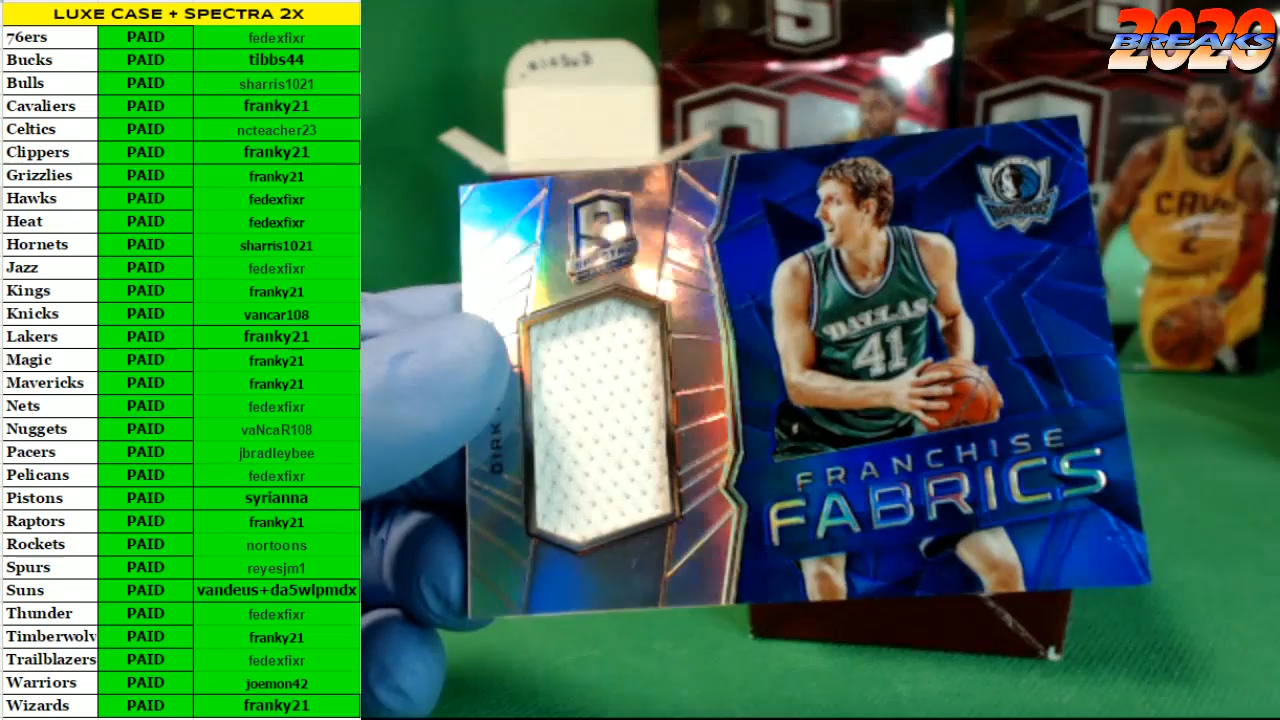 LUXE CASE + SPECTRA 2X
76ers PAID fedexfixr
Bucks PAID tibbs44
Bulls PAID sharris1021
Cavaliers PAID franky21
Celtics PAID ncteacher23
Clippers PAID franky21
Grizzlies PAID franky21
Hawks PAID fedexfixr
Heat PAID fedexfixr
Hornets PAID sharris1021
Jazz PAID fedexfixr
Kings PAID franky21
Knicks PAID vancar108
Lakers PAID franky21
Magic PAID franky21
Mavericks PAID franky21
Nets PAID fedexfixr
Nuggets PAID vaNcaR108
Pacers PAID jbradleybee
Pelicans PAID fedexfixr
Pistons PAID syrianna
Raptors PAID franky21
Rockets PAID nortoons
Spurs PAID reyesjm1
Suns PAID vandeus+da5wlpmdx
Thunder PAID fedexfixr
Timberwolv PAID franky21
Trailblazers PAID fedexfixr
Warriors PAID joemon42
Wizards PAID franky21
2020
BREAKS
DIRK
DALLAS
41
FRANCHISE
FABRICS
CAVS
2